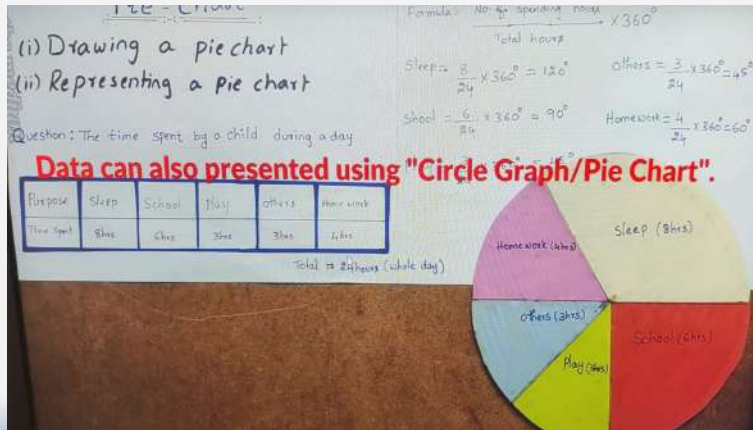 Pie - Chart
(i) Drawing a pie chart
(ii) Representing a pie chart
Question: The time spent by a child during a day
Formula: No. of spending hours
Total hours
× 360°
Sleep = 8/24 × 360° = 120°
others = 3/24 × 360° = 45°
Shool = 6/24 × 360° = 90°
Homework = 4/24 × 360° = 60°
Data can also presented using "Circle Graph/Pie Chart".
Purpose Sleep School Play others Home work
Time Spent 8hrs 6hrs 3hrs 3hrs 4hrs
Total ⇒ 24 hours (whole day)
Sleep (8hrs)
Home work (4hrs)
others (3hrs)
School (6hrs)
Play (3hrs)